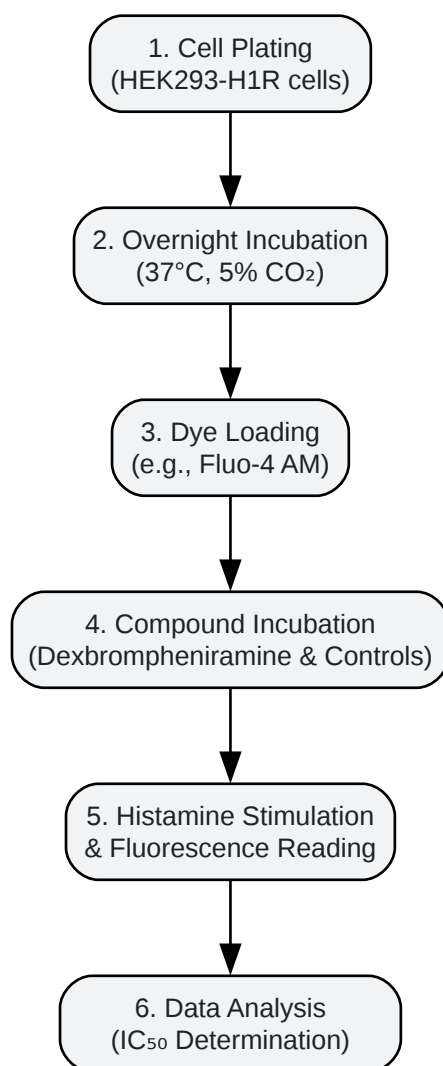 1. Cell Plating
(HEK293-H1R cells)
2. Overnight Incubation
(37°C, 5% CO₂)
3. Dye Loading
(e.g., Fluo-4 AM)
4. Compound Incubation
(Dexbrompheniramine & Controls)
5. Histamine Stimulation
& Fluorescence Reading
6. Data Analysis
(IC₅₀ Determination)